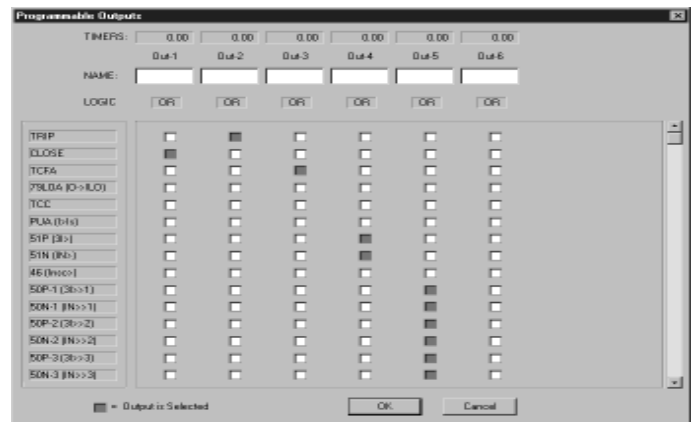 Programmable Outputs
TIMERS: 0.00 0.00 0.00 0.00 0.00 0.00
Out-1 Out-2 Out-3 Out-4 Out-5 Out-6
NAME:
LOGIC OR OR OR OR OR OR
TRIP
CLOSE
TCFA
79LOA (O->ILO)
TCC
PUA (I>Is)
51P (3I>)
51N (IN>)
46 (Insc>)
50P-1 (3I>>1)
50N-1 (IN>>1)
50P-2 (3I>>2)
50N-2 (IN>>2)
50P-3 (3I>>3)
50N-3 (IN>>3)
= Output is Selected
OK Cancel